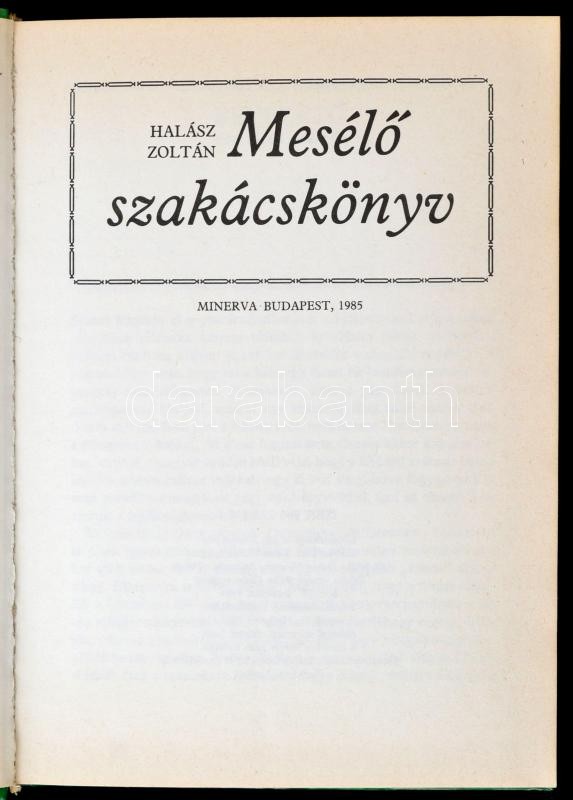 HALÁSZ
ZOLTÁN
Mesélő
szakácskönyv
MINERVA · BUDAPEST, 1985
darabanth